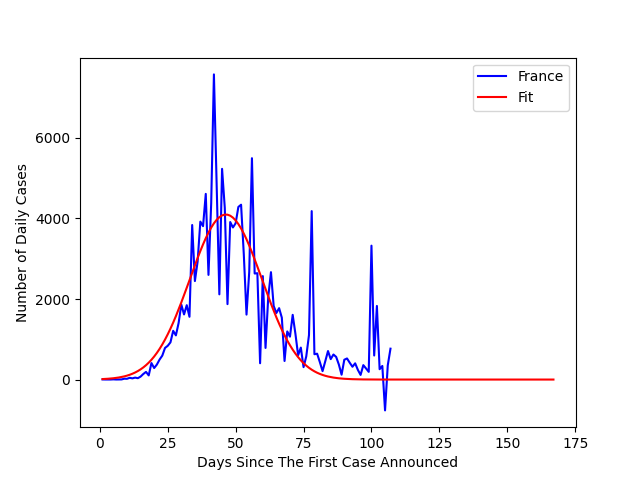 France
Fit
6000
4000
2000
0
Number of Daily Cases
0 25 50 75 100 125 150 175
Days Since The First Case Announced